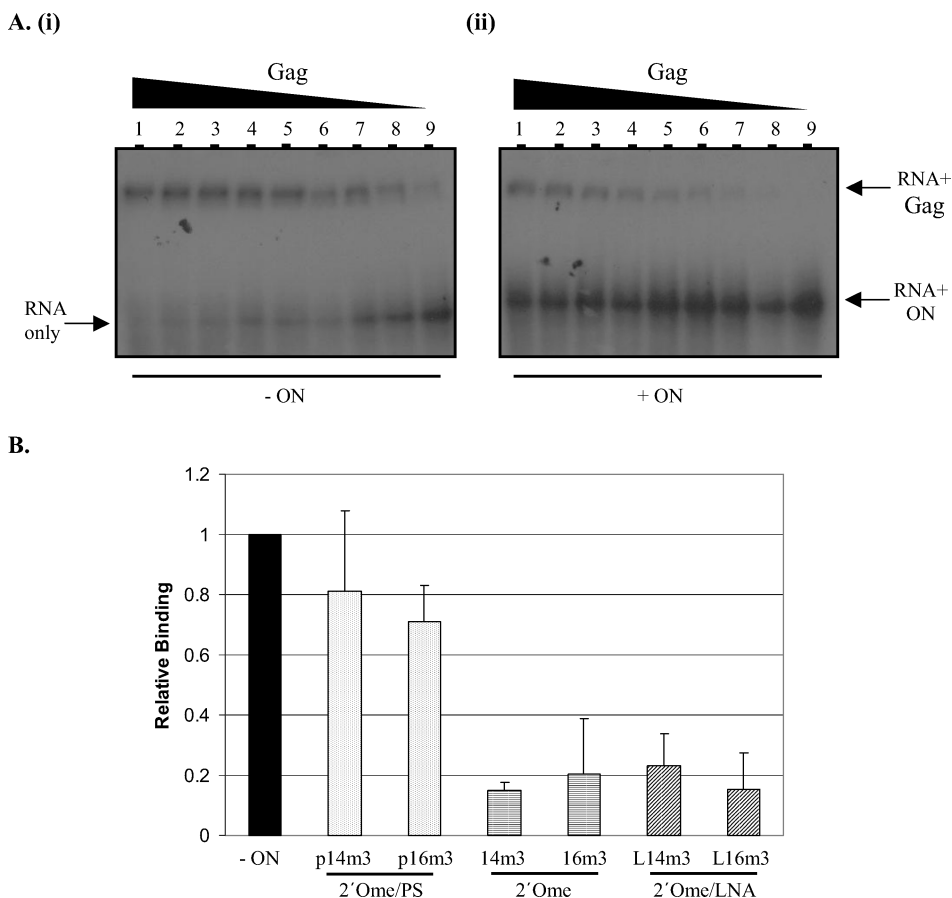 A. (i)
(ii)
Gag
Gag
1 2 3 4 5 6 7 8 9
1 2 3 4 5 6 7 8 9
RNA+
Gag
RNA
only
RNA+
ON
- ON
+ ON
B.
Relative Binding
1.2
1
0.8
0.6
0.4
0.2
0
- ON p14m3 p16m3 14m3 16m3 L14m3 L16m3
2´Ome/PS 2´Ome 2´Ome/LNA